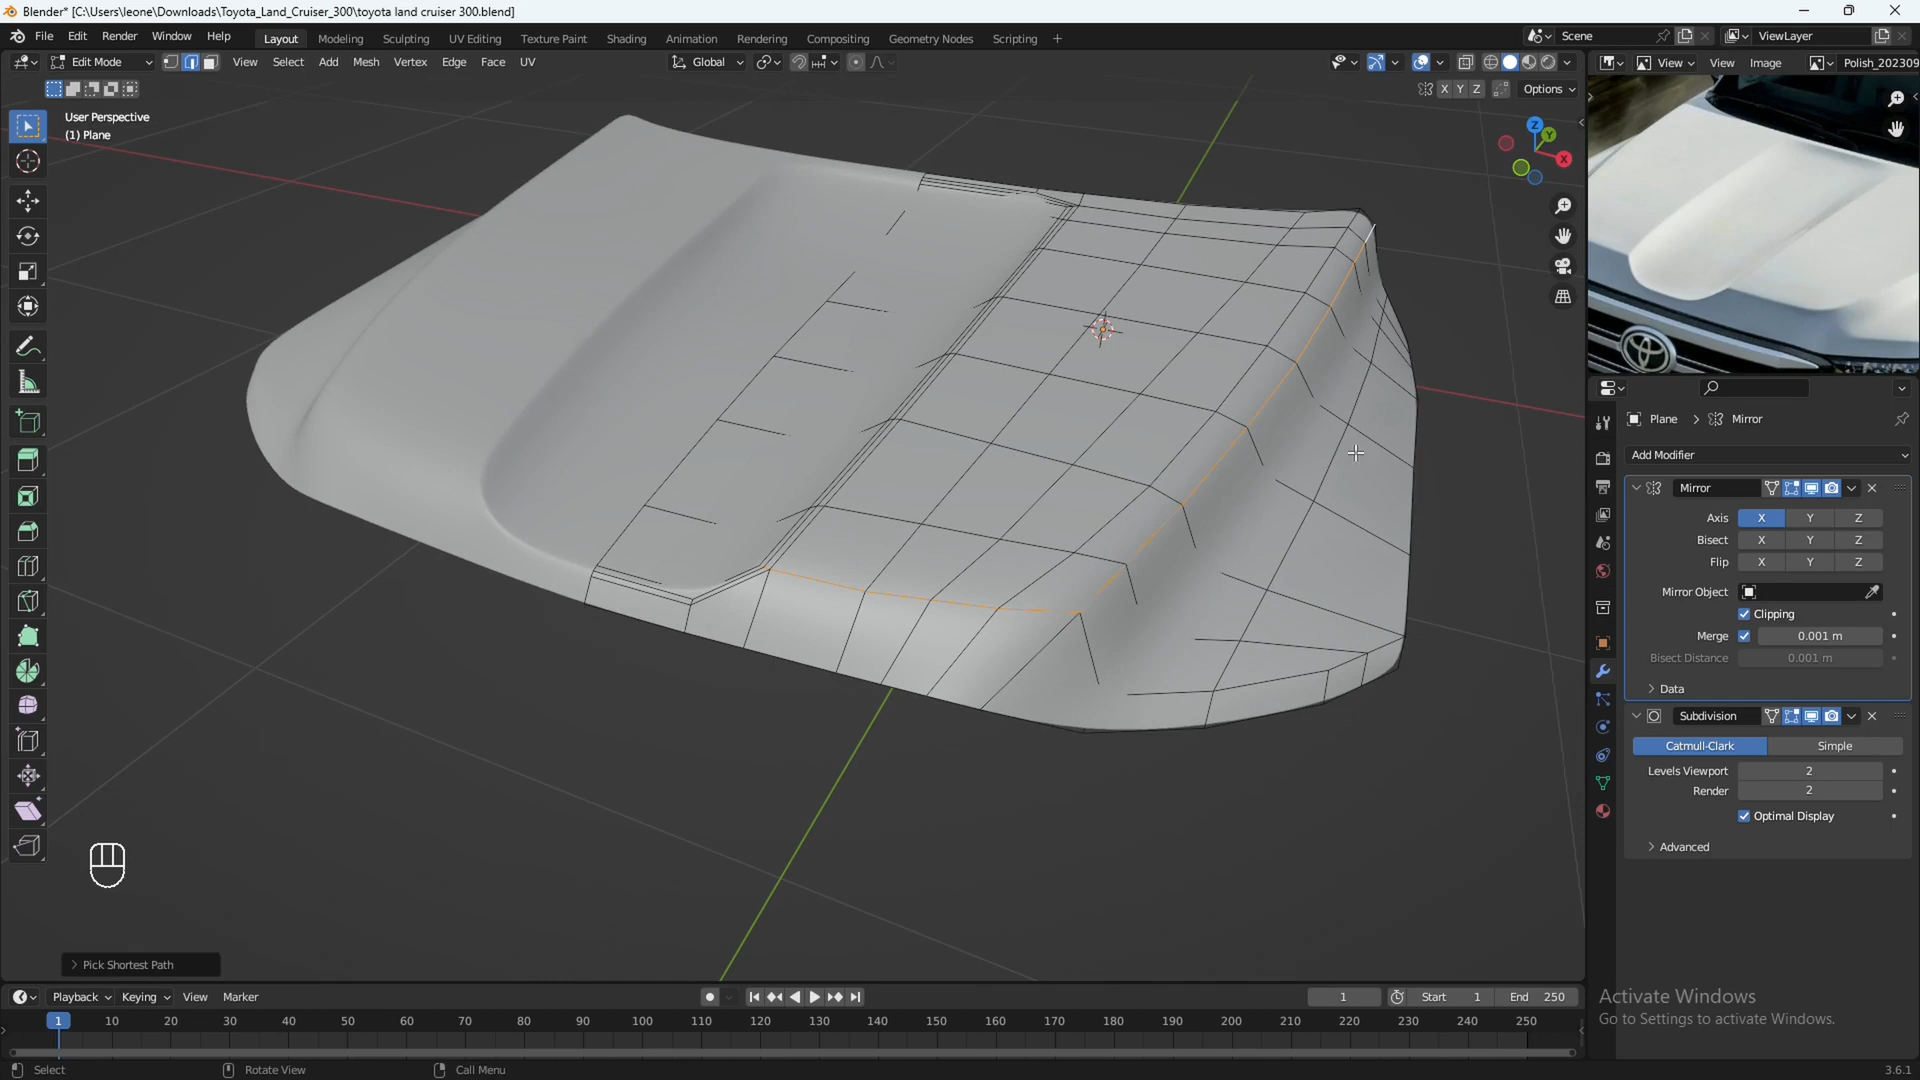 Blender* [C:\Users\leone\Downloads\Toyota_Land_Cruiser_300\toyota land cruiser 300.blend]
File Edit Render Window Help Layout Modeling Sculpting UV Editing Texture Paint Shading Animation Rendering Compositing Geometry Nodes Scripting + Scene ViewLayer
Edit Mode View Select Add Mesh Vertex Edge Face UV Global View View Image Polish_202309
X Y Z Options
User Perspective
(1) Plane
Z Y X
Plane > Mirror
Add Modifier
Mirror
Axis X Y Z
Bisect X Y Z
Flip X Y Z
Mirror Object
Clipping
Merge 0.001 m
Bisect Distance 0.001 m
Data
Subdivision
Catmull-Clark Simple
Levels Viewport 2
Render 2
Optimal Display
Advanced
Pick Shortest Path
Activate Windows
Go to Settings to activate Windows.
Playback Keying View Marker 1 Start 1 End 250
1 10 20 30 40 50 60 70 80 90 100 110 120 130 140 150 160 170 180 190 200 210 220 230 240 250
Select Rotate View Call Menu 3.6.1